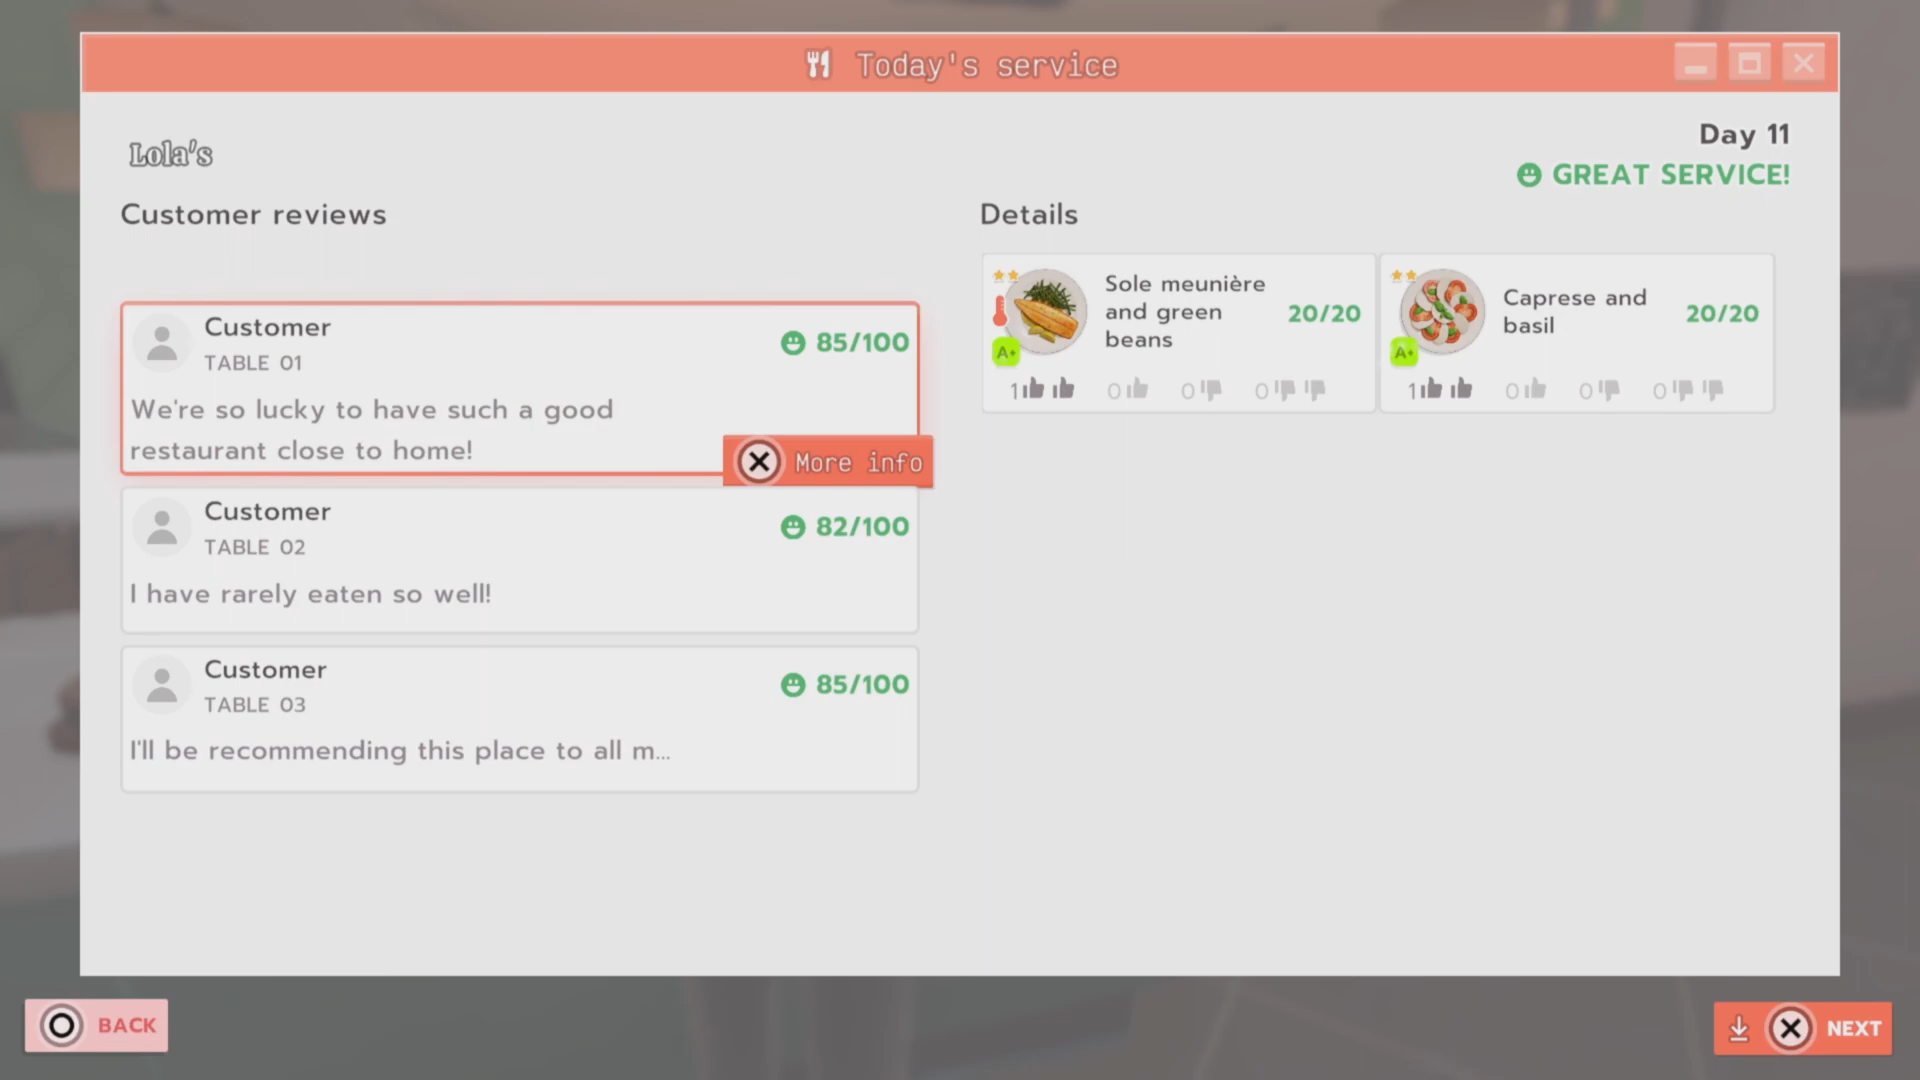 Today's service
Lola's
Day 11
GREAT SERVICE!
Customer reviews
Customer
TABLE 01
85/100
We're so lucky to have such a good
restaurant close to home!
More info
Customer
TABLE 02
82/100
I have rarely eaten so well!
Customer
TABLE 03
85/100
I'll be recommending this place to all m...
Details
Sole meunière
and green
beans
20/20
A+
1 0 0 0
Caprese and
basil
20/20
A+
1 0 0 0
BACK
NEXT